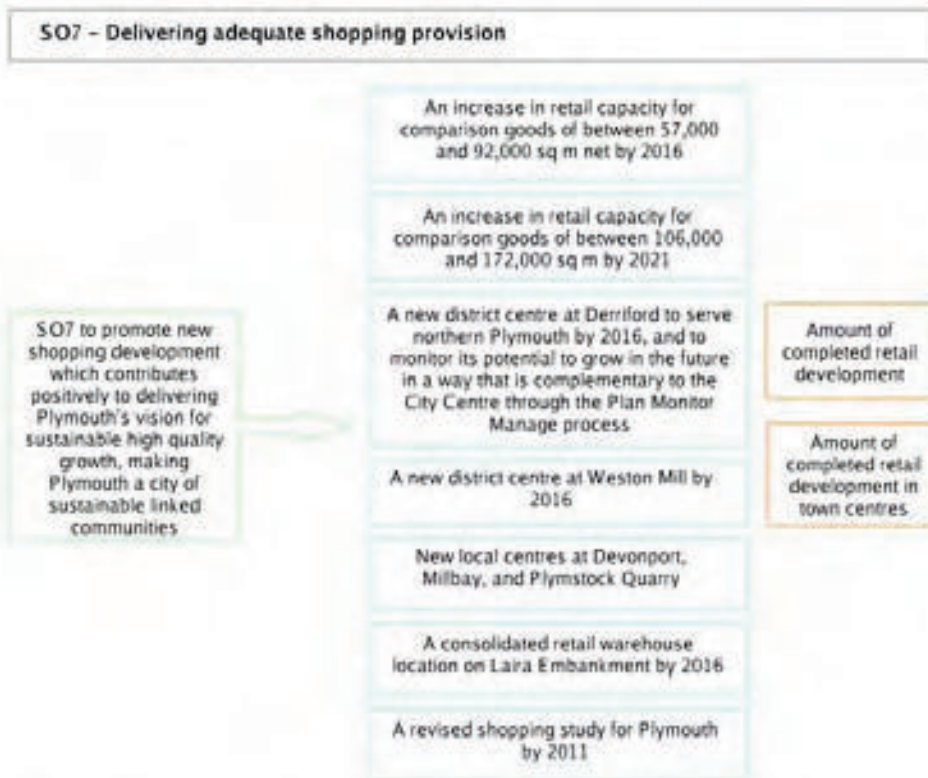 SO7 – Delivering adequate shopping provision
SO7 to promote new
shopping development
which contributes
positively to delivering
Plymouth's vision for
sustainable high quality
growth, making
Plymouth a city of
sustainable linked
communities
An increase in retail capacity for
comparison goods of between 57,000
and 92,000 sq m net by 2016
An increase in retail capacity for
comparison goods of between 106,000
and 172,000 sq m by 2021
A new district centre at Derriford to serve
northern Plymouth by 2016, and to
monitor its potential to grow in the future
in a way that is complementary to the
City Centre through the Plan Monitor
Manage process
A new district centre at Weston Mill by
2016
New local centres at Devonport,
Millbay, and Plymstock Quarry
A consolidated retail warehouse
location on Laira Embankment by 2016
A revised shopping study for Plymouth
by 2011
Amount of
completed retail
development
Amount of
completed retail
development in
town centres